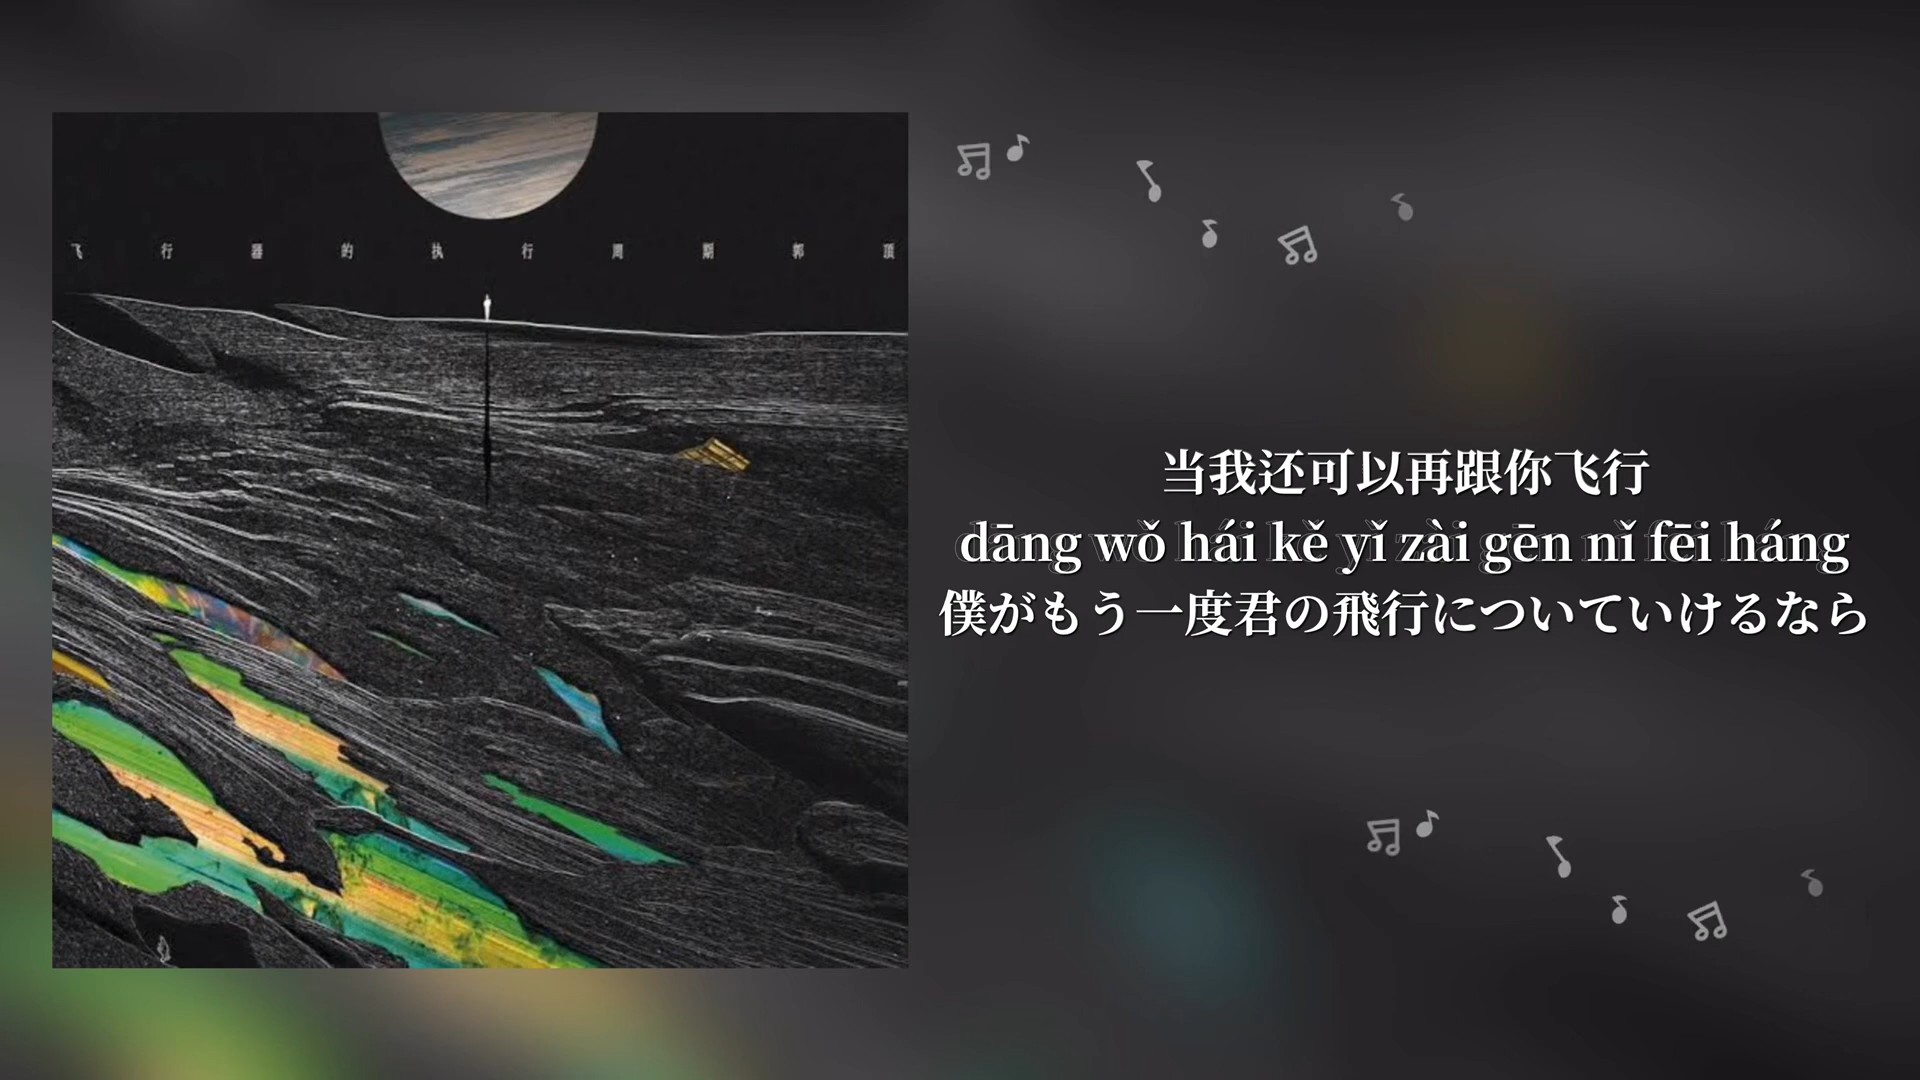 飞行器的执行周期郭顶
当我还可以再跟你飞行
dāng wǒ hái kě yǐ zài gēn nǐ fēi háng
僕がもう一度君の飛行についていけるなら